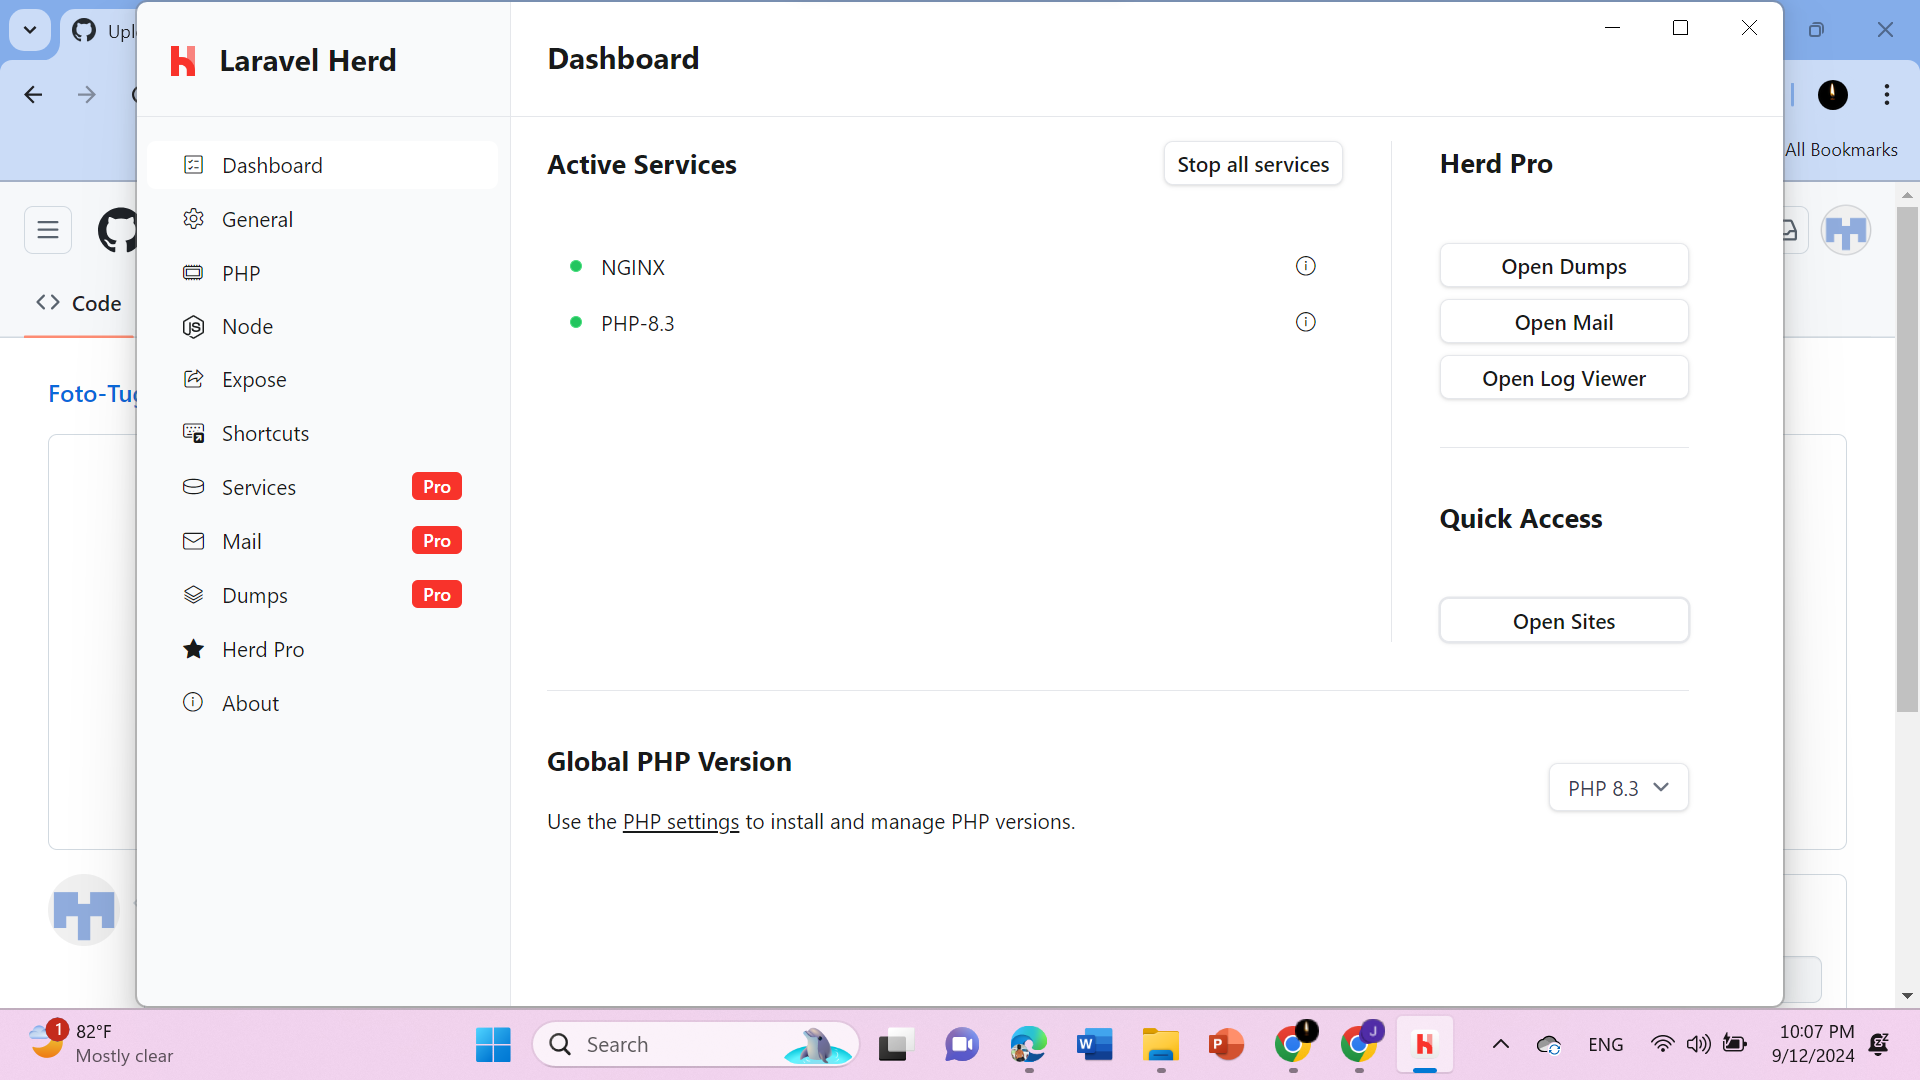 Upl
Laravel Herd
Dashboard
All Bookmarks
Dashboard
General
PHP
Node
Expose
Shortcuts
Services Pro
Mail Pro
Dumps Pro
Herd Pro
About
Active Services
Stop all services
NGINX
PHP-8.3
Herd Pro
Open Dumps
Open Mail
Open Log Viewer
Quick Access
Open Sites
Global PHP Version
PHP 8.3
Use the PHP settings to install and manage PHP versions.
Code
Foto-Tug
1
82°F
Mostly clear
Search
J
ENG
10:07 PM
9/12/2024